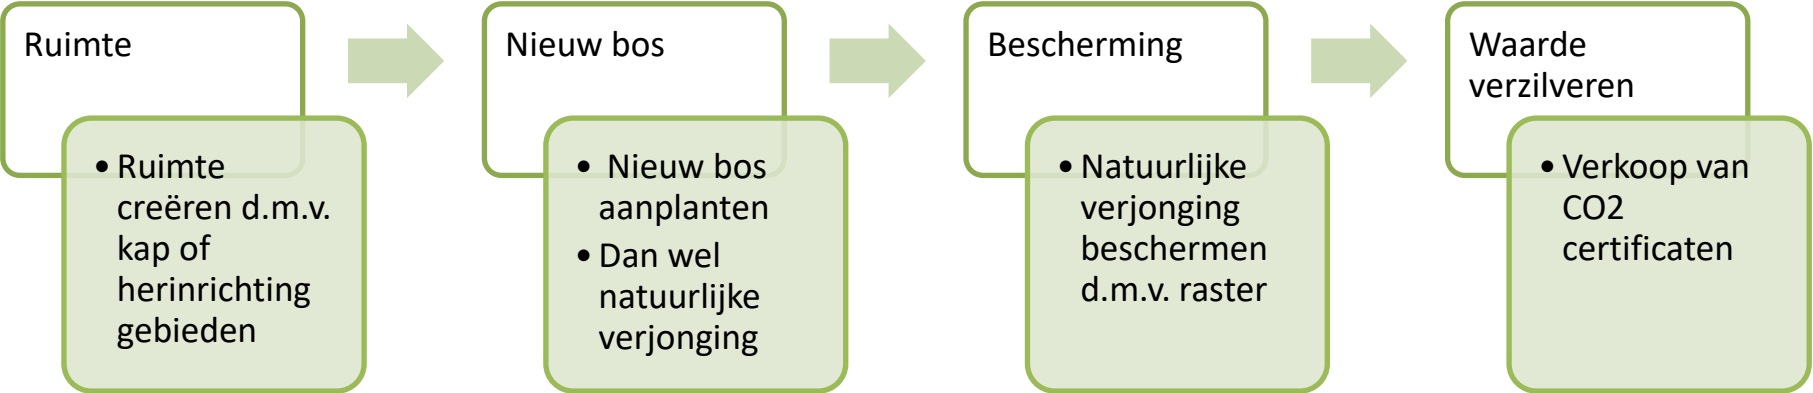 Ruimte
• Ruimte
creëren d.m.v.
kap of
herinrichting
gebieden
Nieuw bos
• Nieuw bos
aanplanten
• Dan wel
natuurlijke
verjonging
Bescherming
• Natuurlijke
verjonging
beschermen
d.m.v. raster
Waarde
verzilveren
• Verkoop van
CO2
certificaten